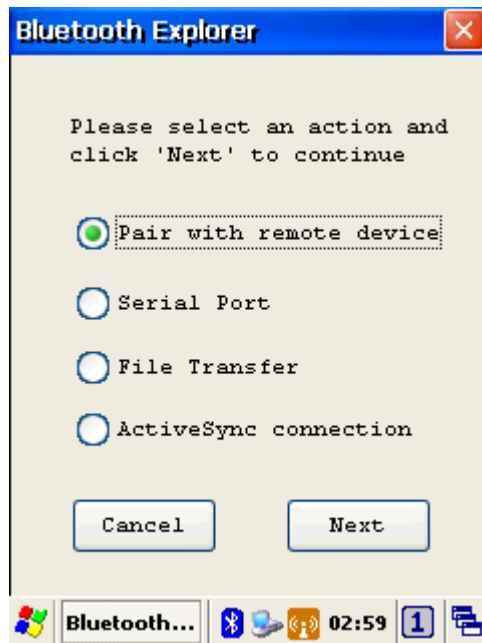 Bluetooth Explorer
Please select an action and
click 'Next' to continue
Pair with remote device
Serial Port
File Transfer
ActiveSync connection
Cancel Next
Bluetooth... 02:59 1